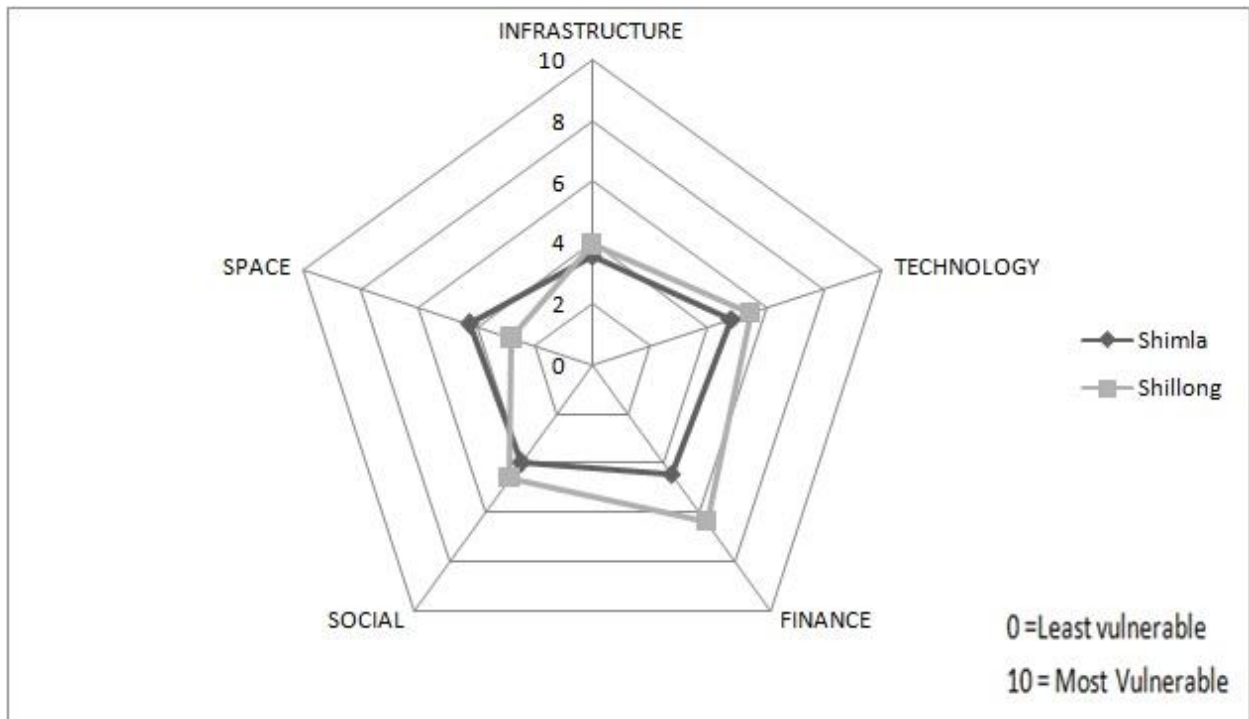 INFRASTRUCTURE
10
8
6
4
2
0
SPACE
TECHNOLOGY
Shimla
Shillong
SOCIAL
FINANCE
0 =Least vulnerable
10 = Most Vulnerable